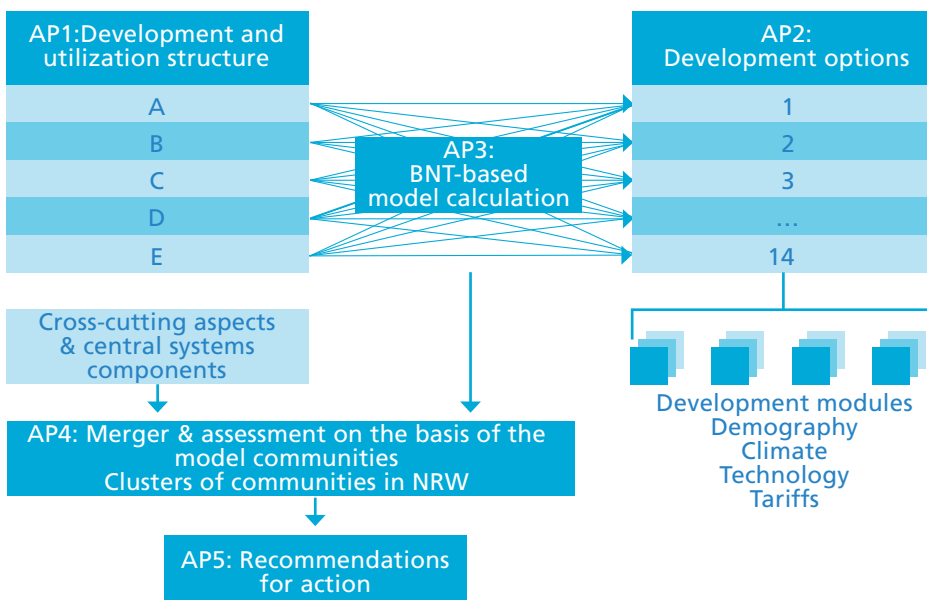 AP1:Development and
utilization structure
A
B
C
D
E
AP2:
Development options
1
2
3
...
14
AP3:
BNT-based
model calculation
Cross-cutting aspects
& central systems
components
Development modules
Demography
Climate
Technology
Tariffs
AP4: Merger & assessment on the basis of the
model communities
Clusters of communities in NRW
AP5: Recommendations
for action